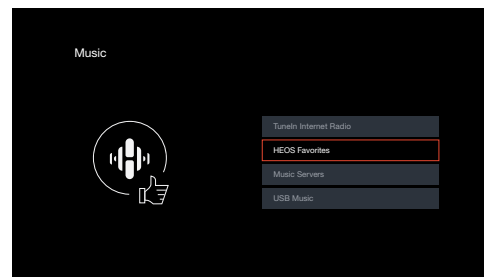 Music
TuneIn Internet Radio
HEOS Favorites
Music Servers
USB Music